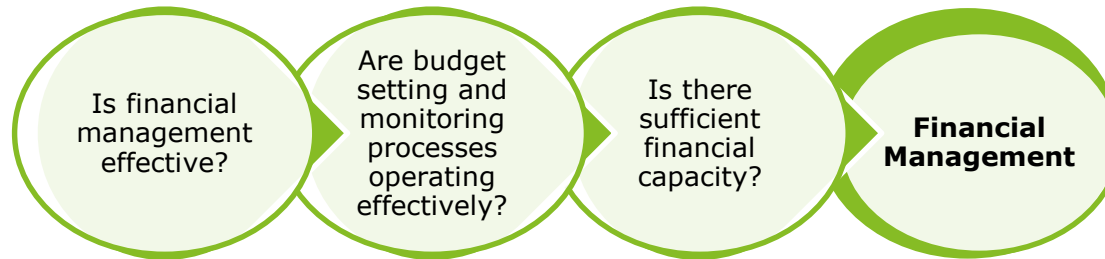 Is financial
management
effective?
Are budget
setting and
monitoring
processes
operating
effectively?
Is there
sufficient
financial
capacity?
Financial
Management